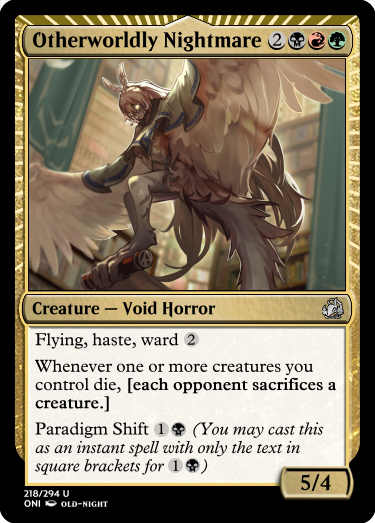 Otherworldly Nightmare 2
Creature — Void Horror
Flying, haste, ward 2
Whenever one or more creatures you
control die, [each opponent sacrifices a
creature.]
Paradigm Shift 1 (You may cast this
as an instant spell with only the text in
square brackets for 1)
5/4
218/294 U
ONI OLD-NIGHT